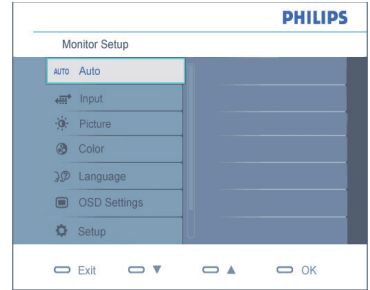 PHILIPS
Monitor Setup
AUTO Auto
Input
Picture
Color
Language
OSD Settings
Setup
Exit ▼ ▲ OK